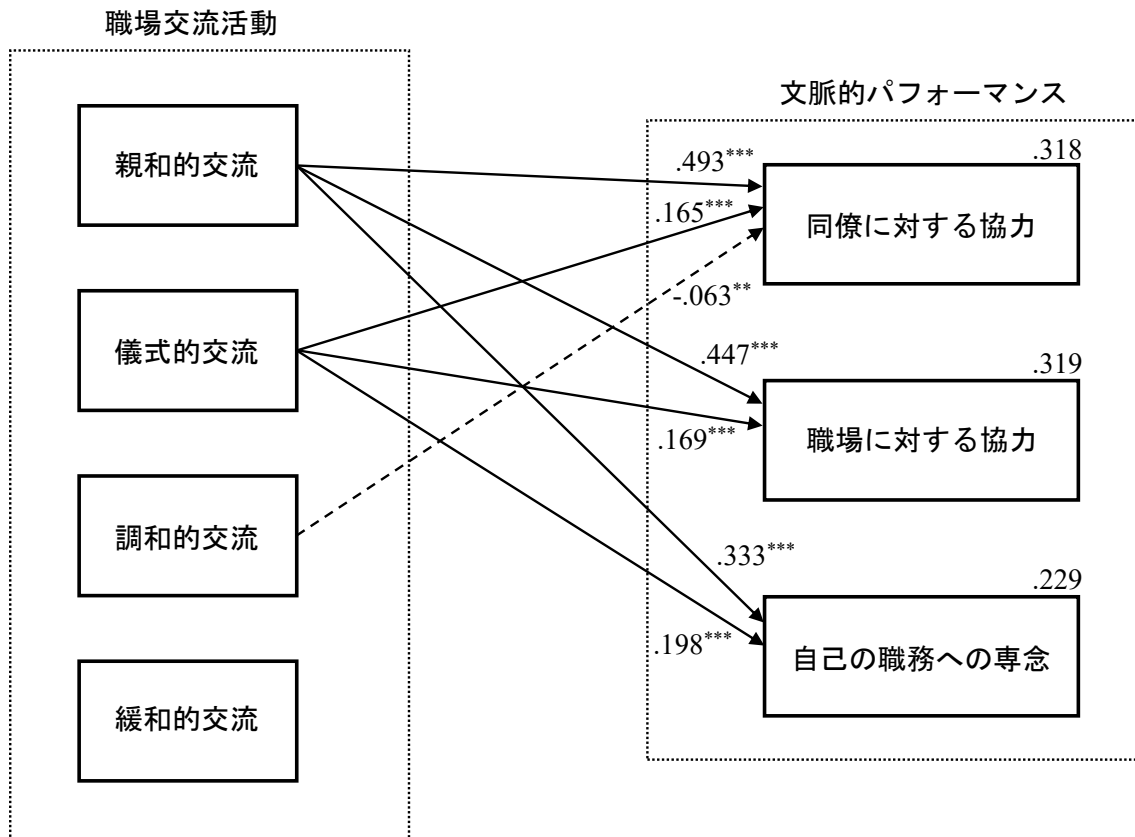 職場交流活動
親和的交流
儀式的交流
調和的交流
緩和的交流
文脈的パフォーマンス
.318
.493***
同僚に対する協力
.165***
-.063**
.319
.447***
職場に対する協力
.169***
.229
.333***
自己の職務への専念
.198***